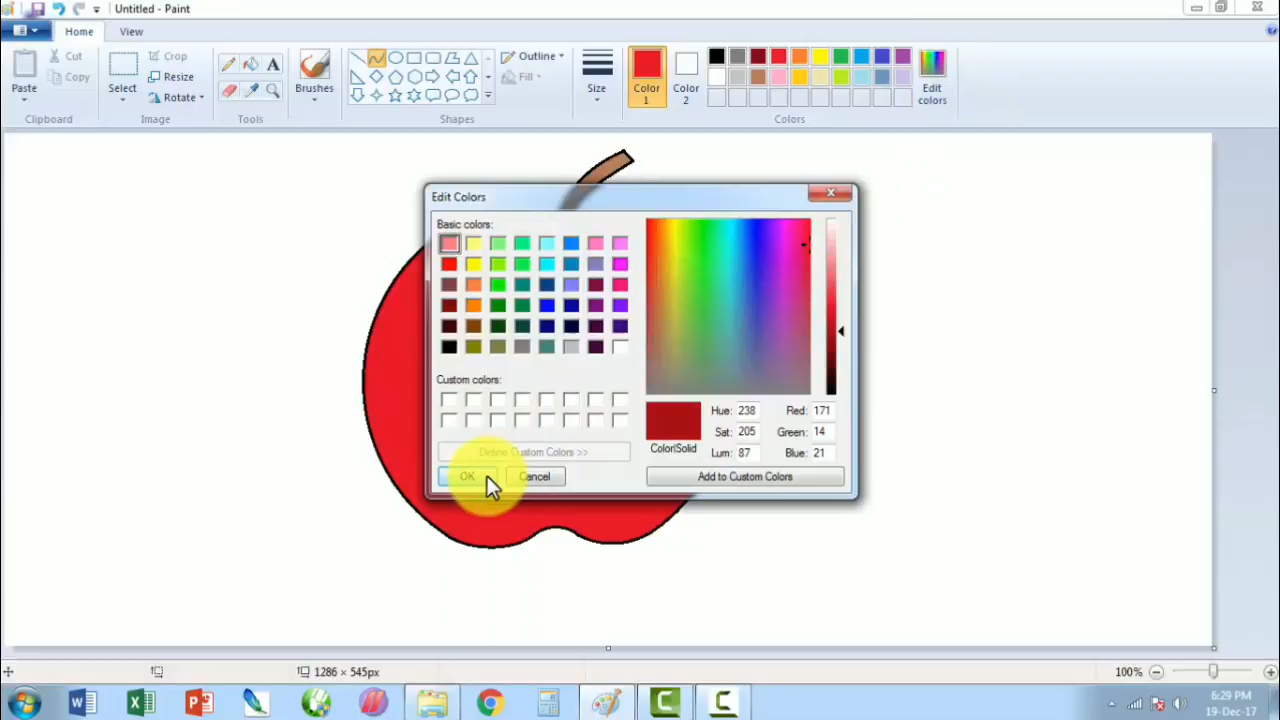 Untitled - Paint
Home View
Paste
Cut
Copy
Clipboard
Select
Crop
Resize
Rotate
Image
A
Tools
Brushes
Shapes
Outline
Fill
Size
Color 1
Color 2
Edit colors
Colors
Edit Colors
Basic colors:
Custom colors:
Define Custom Colors >>
OK Cancel
Color|Solid
Hue: 238 Red: 171
Sat: 205 Green: 14
Lum: 87 Blue: 21
Add to Custom Colors
1286 × 545px
100%
6:29 PM
19-Dec-17